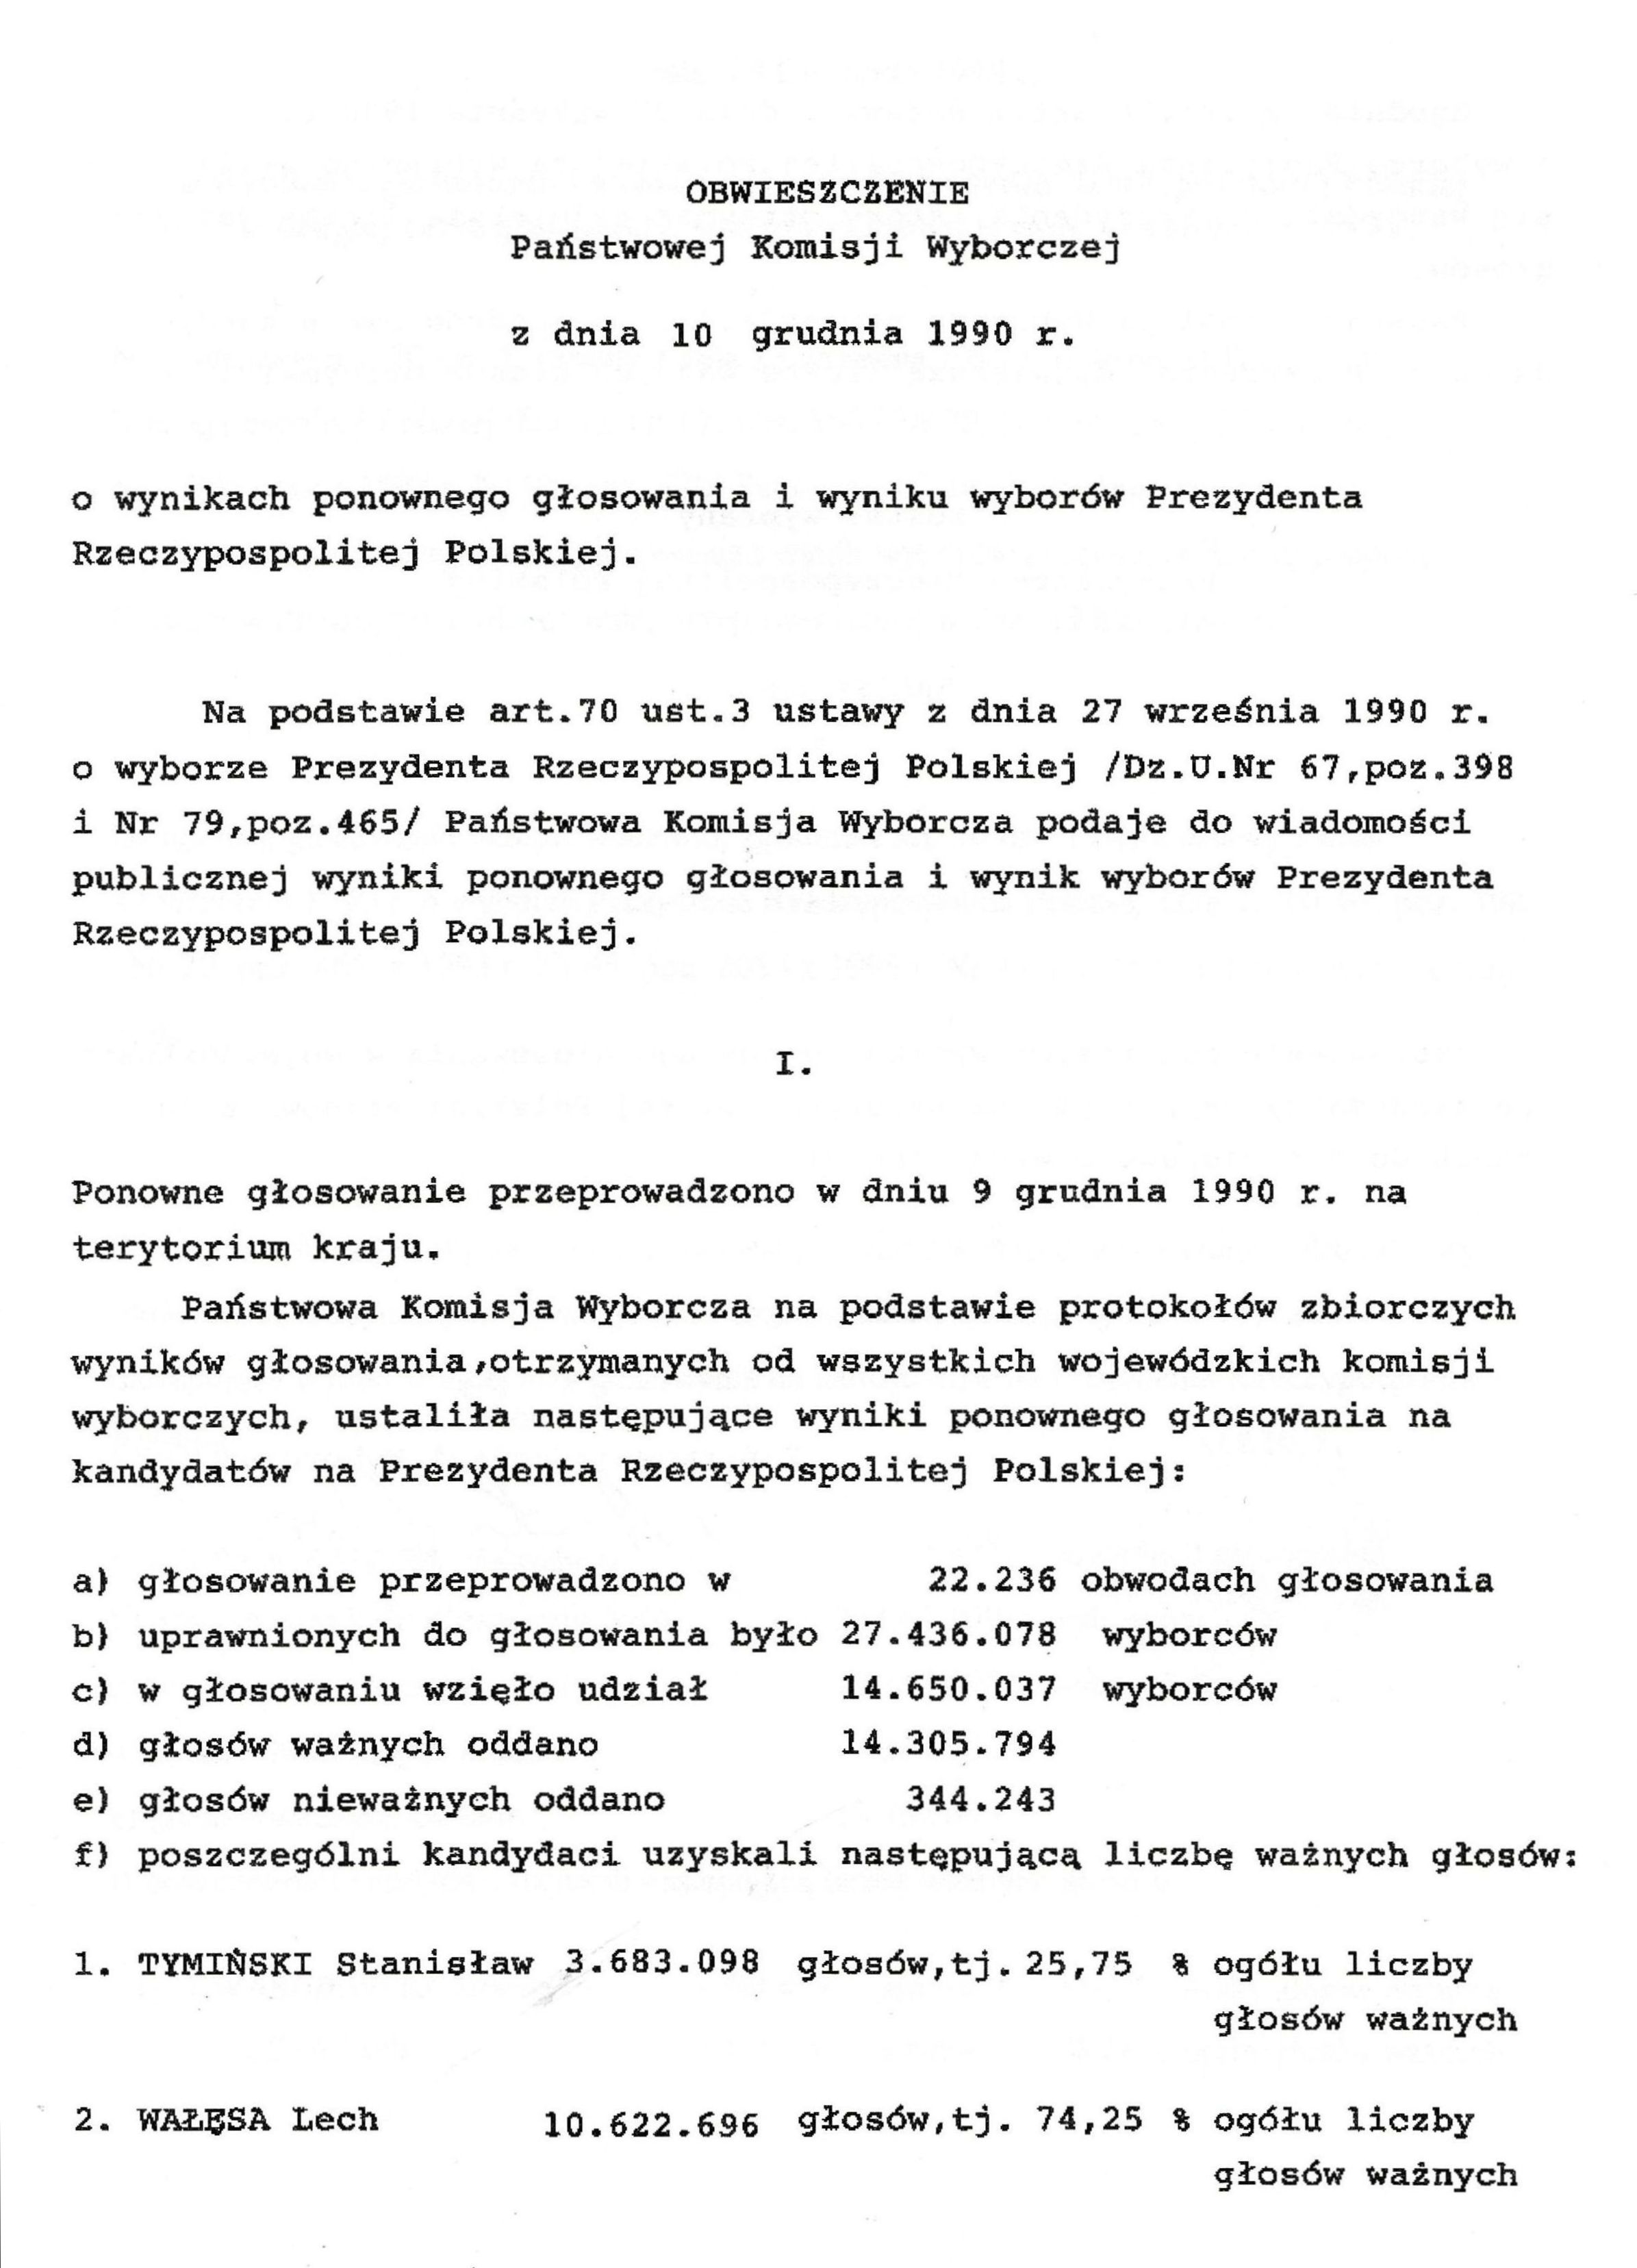 OBWIESZCZENIE
Państwowej Komisji Wyborczej
z dnia 10 grudnia 1990 r.
o wynikach ponownego głosowania i wyniku wyborów Prezydenta
Rzeczypospolitej Polskiej.
Na podstawie art.70 ust.3 ustawy z dnia 27 września 1990 r.
o wyborze Prezydenta Rzeczypospolitej Polskiej /Dz.U.Nr 67,poz.398
i Nr 79,poz.465/ Państwowa Komisja Wyborcza podaje do wiadomości
publicznej wyniki ponownego głosowania i wynik wyborów Prezydenta
Rzeczypospolitej Polskiej.
I.
Ponowne głosowanie przeprowadzono w dniu 9 grudnia 1990 r. na
terytorium kraju.
Państwowa Komisja Wyborcza na podstawie protokołów zbiorczych
wyników głosowania,otrzymanych od wszystkich wojewódzkich komisji
wyborczych, ustaliła następujące wyniki ponownego głosowania na
kandydatów na Prezydenta Rzeczypospolitej Polskiej:
a) głosowanie przeprowadzono w 22.236 obwodach głosowania
b) uprawnionych do głosowania było 27.436.078 wyborców
c) w głosowaniu wzięło udział 14.650.037 wyborców
d) głosów ważnych oddano 14.305.794
e) głosów nieważnych oddano 344.243
f) poszczególni kandydaci uzyskali następującą liczbę ważnych głosów:
1. TYMIŃSKI Stanisław 3.683.098 głosów,tj. 25,75 % ogółu liczby
głosów ważnych
2. WAŁĘSA Lech 10.622.696 głosów,tj. 74,25 % ogółu liczby
głosów ważnych